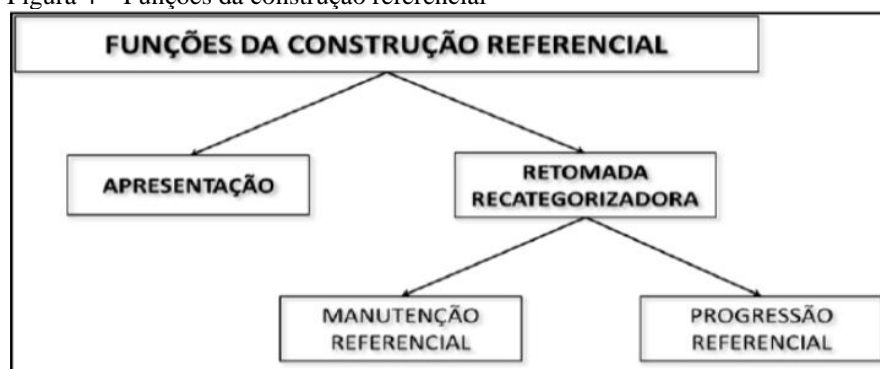 Figura 4 – Funções da construção referencial
FUNÇÕES DA CONSTRUÇÃO REFERENCIAL
APRESENTAÇÃO
RETOMADA
RECATEGORIZADORA
MANUTENÇÃO
REFERENCIAL
PROGRESSÃO
REFERENCIAL